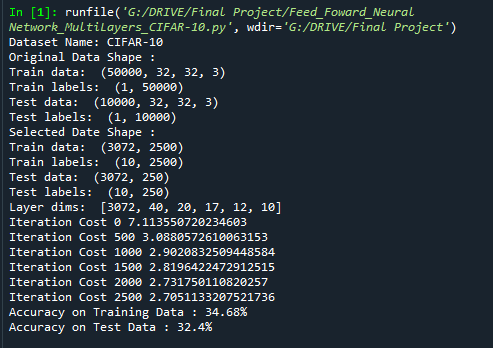 In [1]: runfile('G:/DRIVE/Final Project/Feed_Foward_Neural
Network_MultiLayers_CIFAR-10.py', wdir='G:/DRIVE/Final Project')
Dataset Name: CIFAR-10
Original Data Shape :
Train data:  (50000, 32, 32, 3)
Train labels:  (1, 50000)
Test data:  (10000, 32, 32, 3)
Test labels:  (1, 10000)
Selected Date Shape :
Train data:  (3072, 2500)
Train labels:  (10, 2500)
Test data:  (3072, 250)
Test labels:  (10, 250)
Layer dims:  [3072, 40, 20, 17, 12, 10]
Iteration Cost 0 7.113550720234603
Iteration Cost 500 3.0880572610063153
Iteration Cost 1000 2.9020832509448584
Iteration Cost 1500 2.8196422472912515
Iteration Cost 2000 2.731750110820257
Iteration Cost 2500 2.7051133207521736
Accuracy on Training Data : 34.68%
Accuracy on Test Data : 32.4%